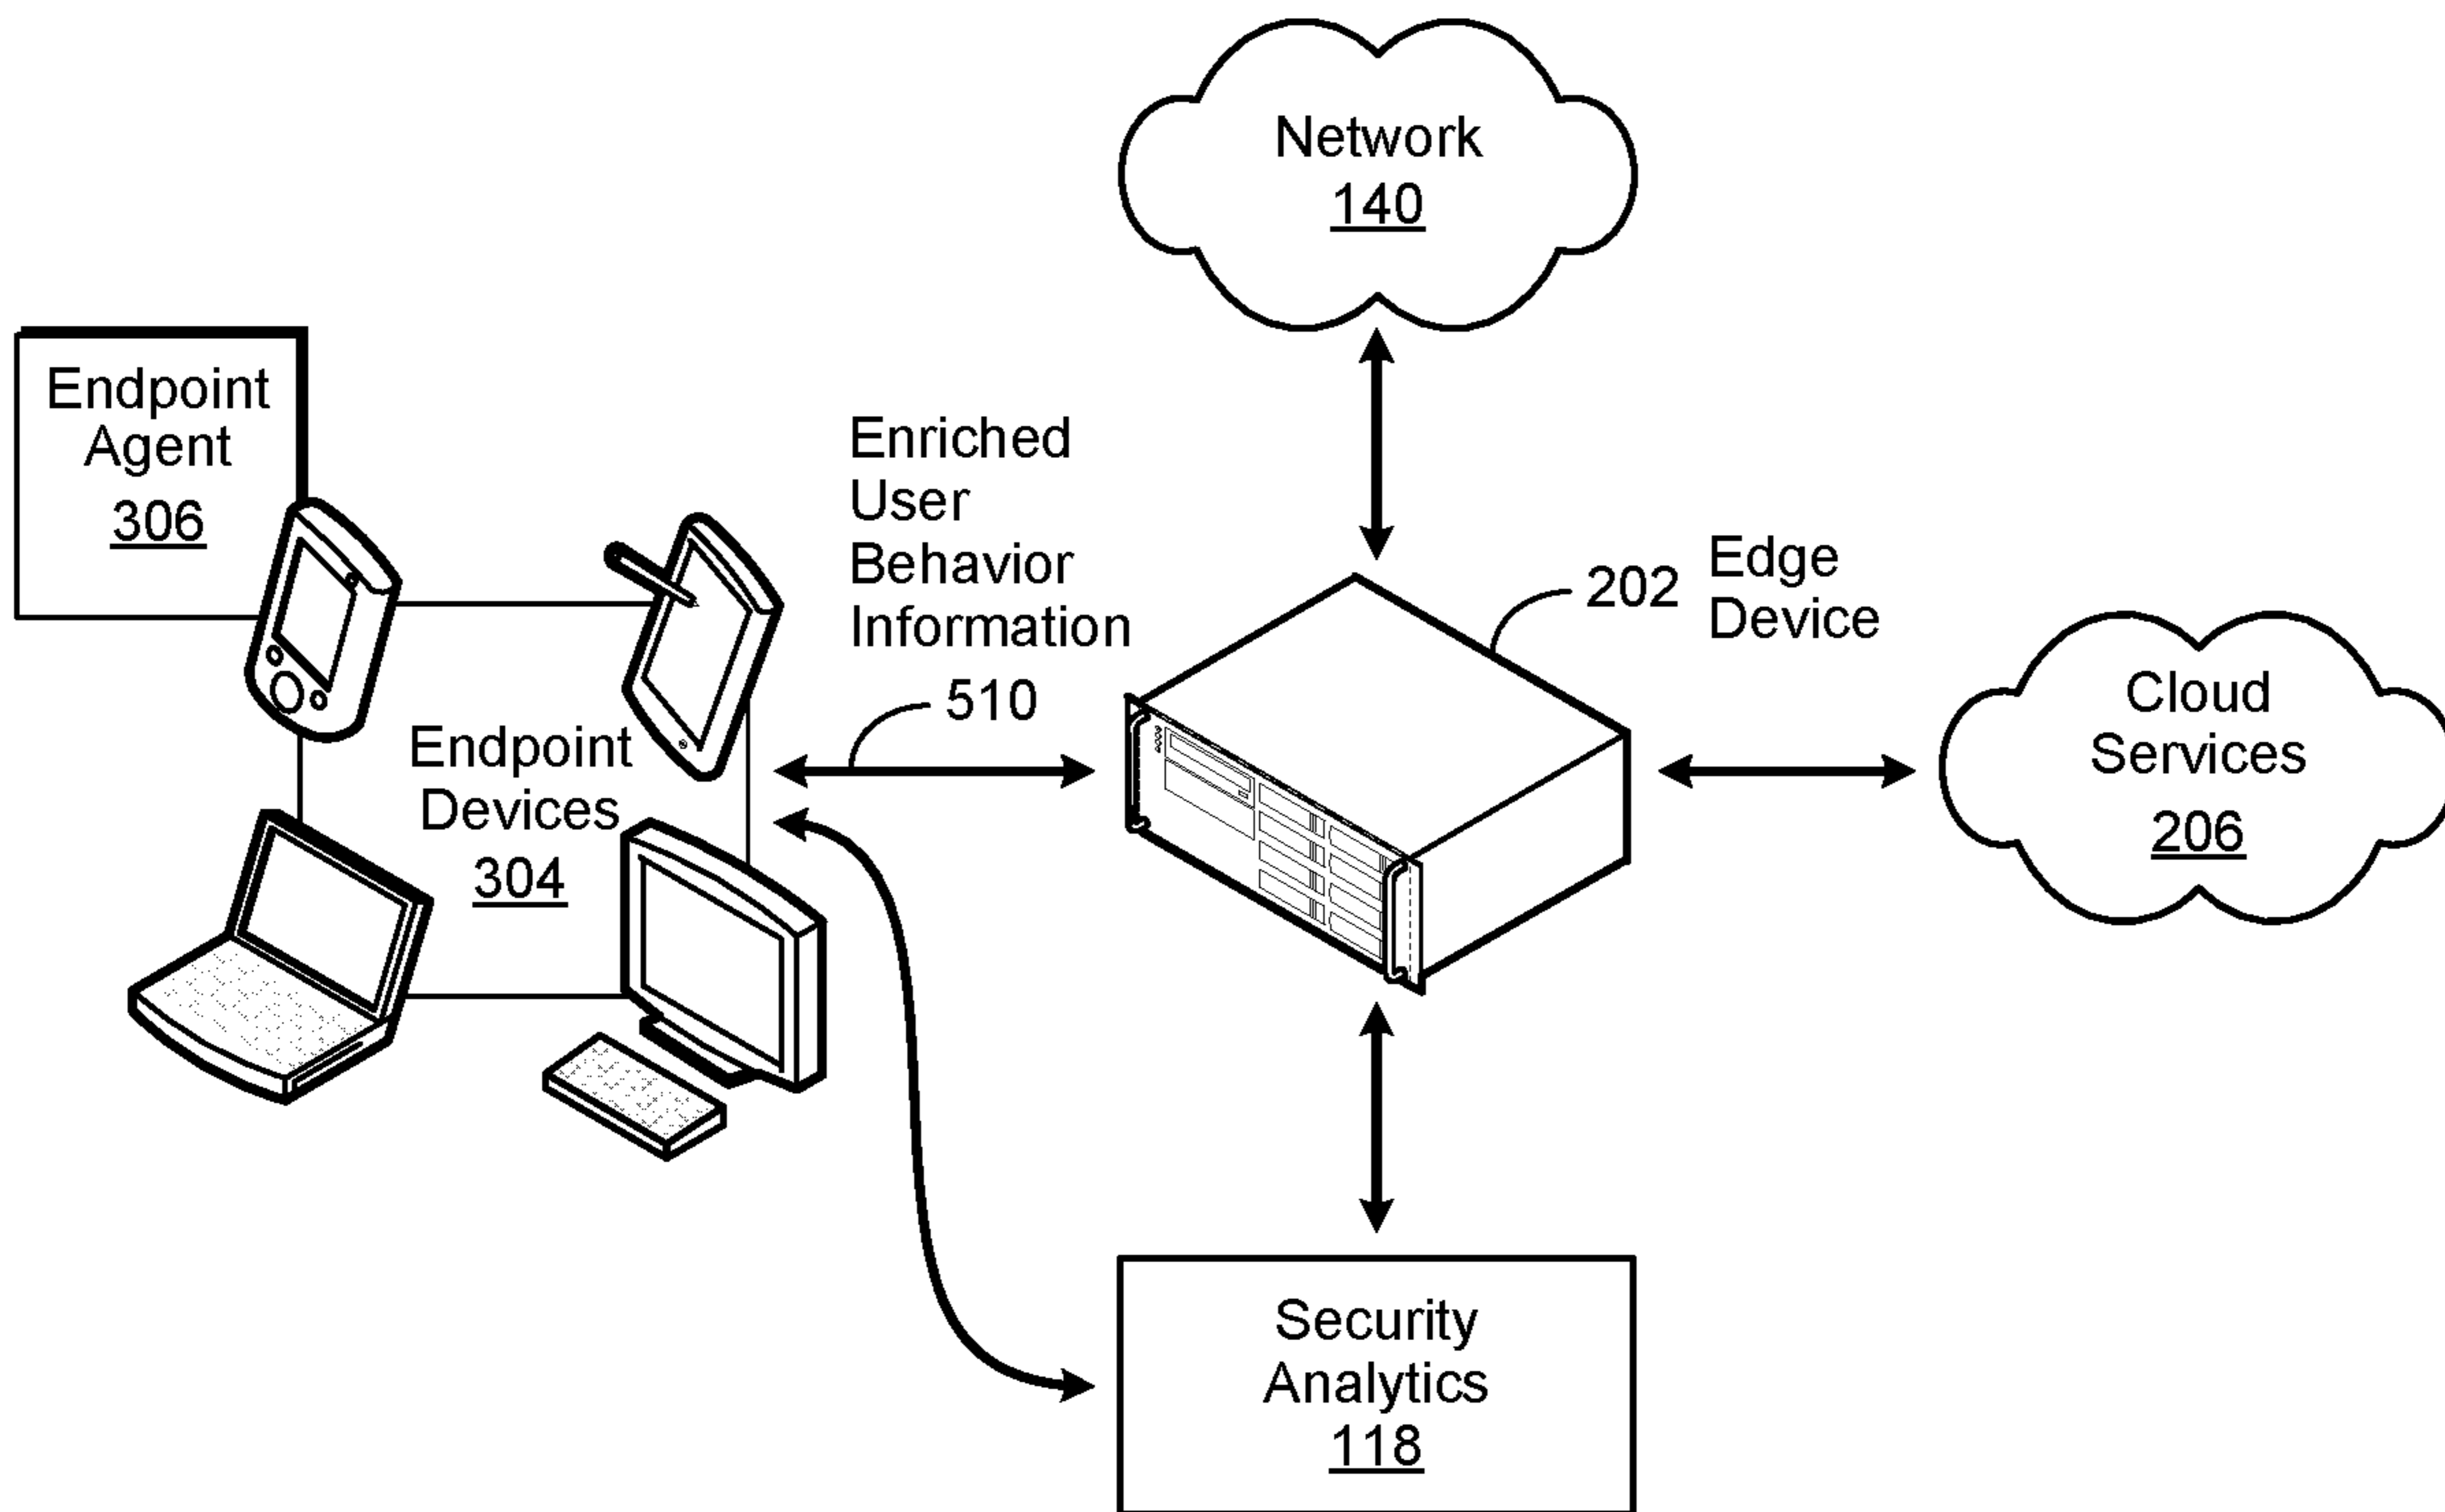 Network
140
Endpoint
Agent
306
Enriched
User
Behavior
Information
510
202
Edge
Device
Cloud
Services
206
Endpoint
Devices
304
Security
Analytics
118